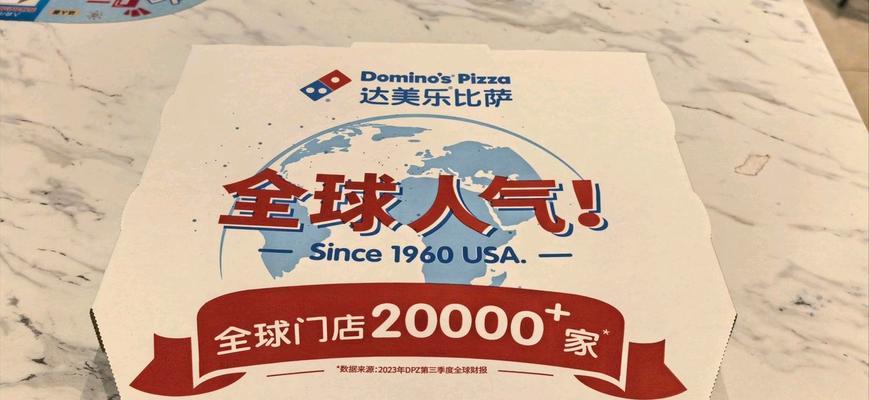 Domino's Pizza
达美乐比萨
全球人气!
Since 1960 USA.
全球门店20000+家*
*数据来源:2023年DPZ第三季度全球财报